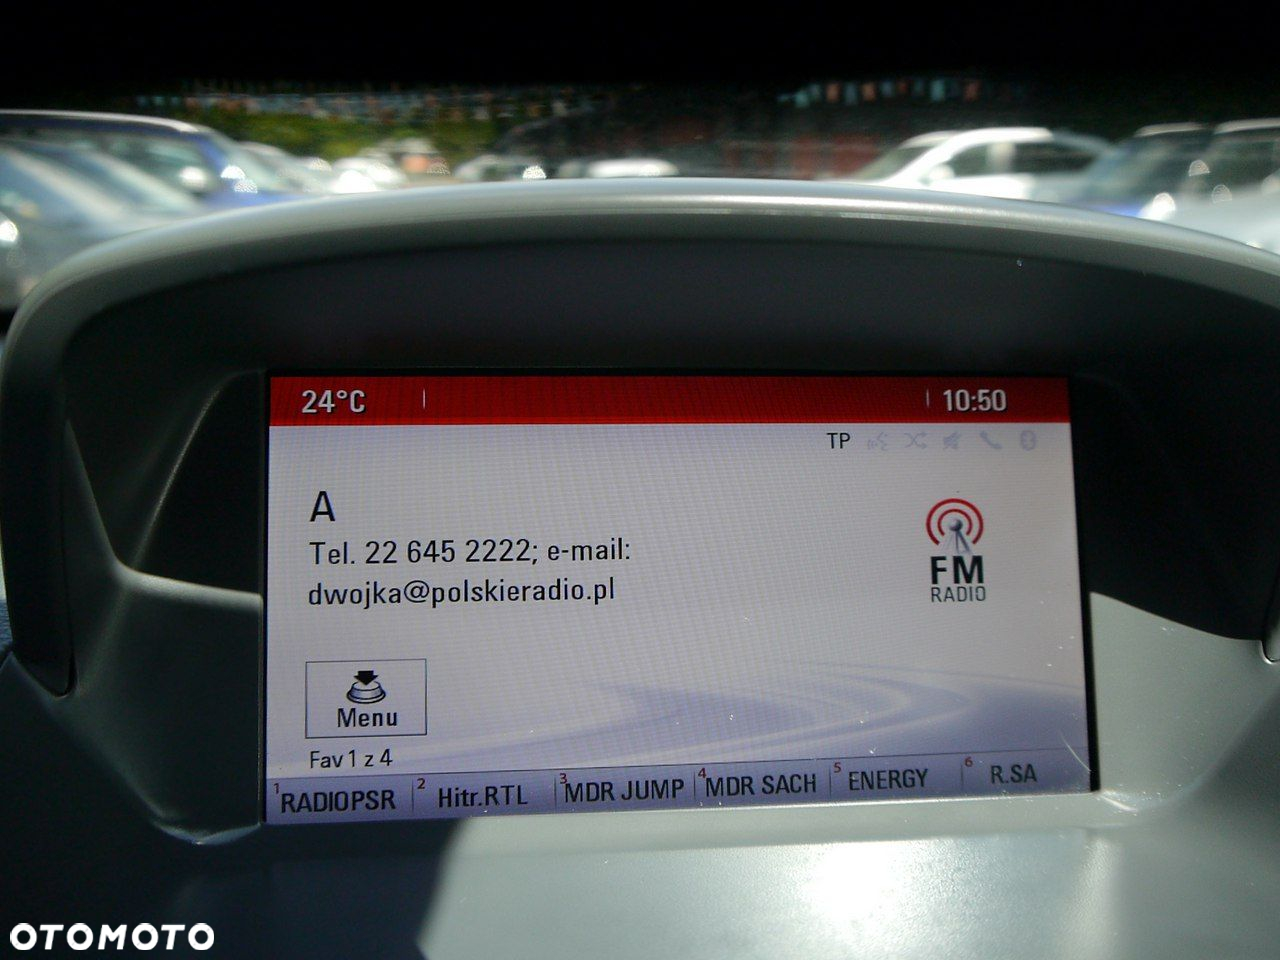 24°C 10:50
TP
A
Tel. 22 645 2222; e-mail:
dwojka@polskieradio.pl
FM
RADIO
Menu
Fav 1 z 4
1 RADIOPSR 2 Hitr.RTL 3 MDR JUMP 4 MDR SACH 5 ENERGY 6 R.SA
OTOMOTO